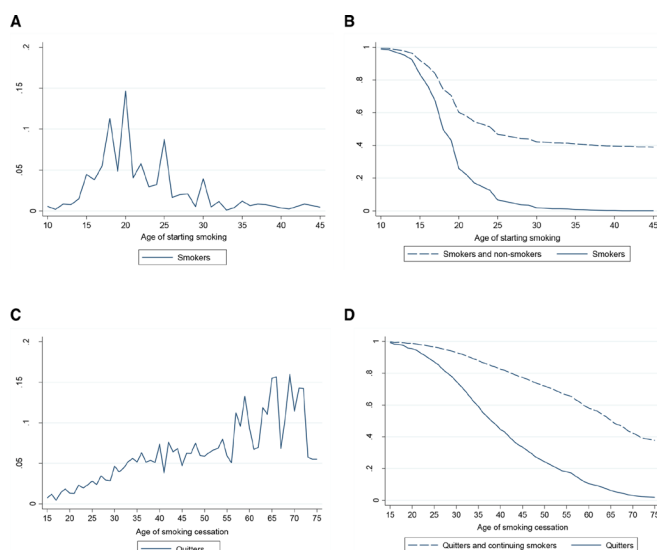 A
.2
.15
.1
.05
0
10 15 20 25 30 35 40 45
Age of starting smoking
Smokers
B
1
.8
.6
.4
.2
0
10 15 20 25 30 35 40 45
Age of starting smoking
Smokers and non-smokers Smokers
C
.2
.15
.1
.05
0
15 20 25 30 35 40 45 50 55 60 65 70 75
Age of smoking cessation
Quitters
D
1
.8
.6
.4
.2
0
15 20 25 30 35 40 45 50 55 60 65 70 75
Age of smoking cessation
Quitters and continuing smokers Quitters